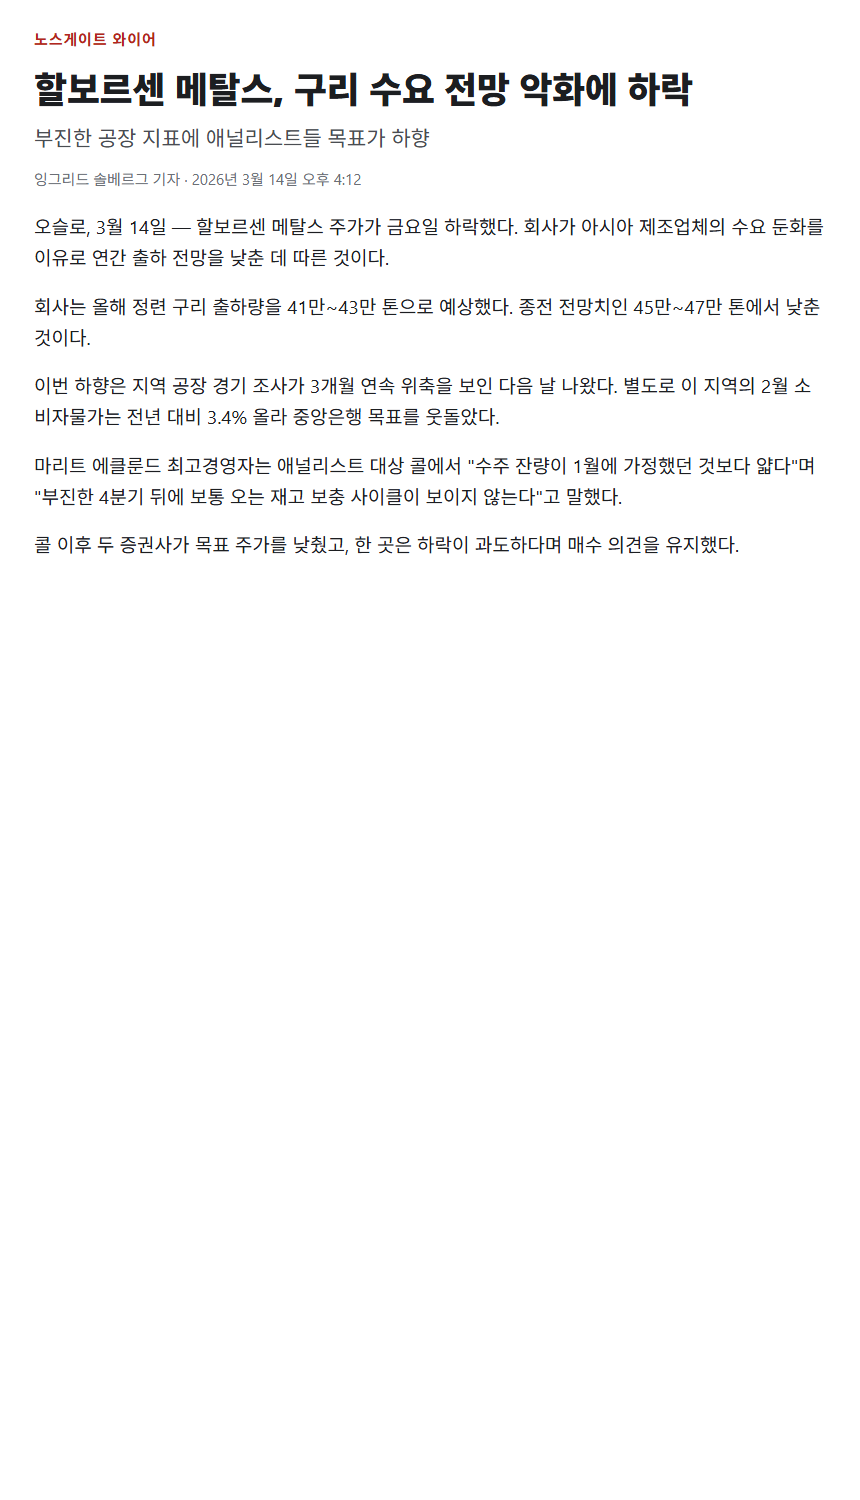 노스게이트 와이어
할보르센 메탈스, 구리 수요 전망 악화에 하락
부진한 공장 지표에 애널리스트들 목표가 하향
잉그리드 솔베르그 기자 · 2026년 3월 14일 오후 4:12
오슬로, 3월 14일 — 할보르센 메탈스 주가가 금요일 하락했다. 회사가 아시아 제조업체의 수요 둔화를
이유로 연간 출하 전망을 낮춘 데 따른 것이다.
회사는 올해 정련 구리 출하량을 41만~43만 톤으로 예상했다. 종전 전망치인 45만~47만 톤에서 낮춘
것이다.
이번 하향은 지역 공장 경기 조사가 3개월 연속 위축을 보인 다음 날 나왔다. 별도로 이 지역의 2월 소
비자물가는 전년 대비 3.4% 올라 중앙은행 목표를 웃돌았다.
마리트 에클룬드 최고경영자는 애널리스트 대상 콜에서 "수주 잔량이 1월에 가정했던 것보다 얇다"며
"부진한 4분기 뒤에 보통 오는 재고 보충 사이클이 보이지 않는다"고 말했다.
콜 이후 두 증권사가 목표 주가를 낮췄고, 한 곳은 하락이 과도하다며 매수 의견을 유지했다.